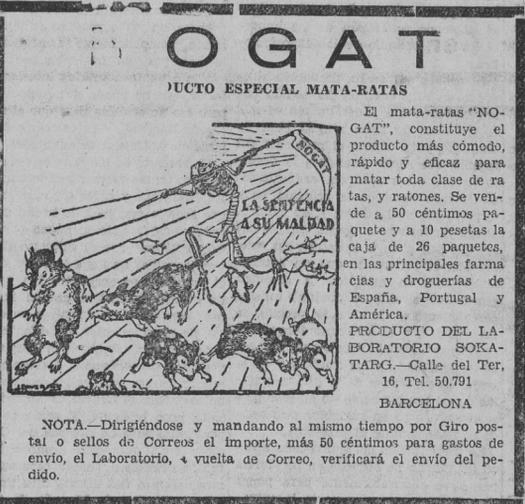 NOGAT
PRODUCTO ESPECIAL MATA-RATAS
NOGAT
LA SENTENCIA
A SU MALDAD
El mata-ratas "NO-
GAT", constituye el
producto más cómodo,
rápido y eficaz para
matar toda clase de ra
tas, y ratones. Se ven-
de a 50 céntimos pa-
quete y a 10 pesetas la
caja de 26 paquetes,
en las principales farma
cias y droguerías de
España, Portugal y
América.
PRODUCTO DEL LA-
BORATORIO SOKA-
TARG.—Calle del Ter,
16, Tel. 50.791
BARCELONA
NOTA.—Dirigiéndose y mandando al mismo tiempo por Giro pos-
tal o sellos de Correos el importe, más 50 céntimos para gastos de
envío, el Laboratorio, a vuelta de Correo, verificará el envío del pe-
dido.